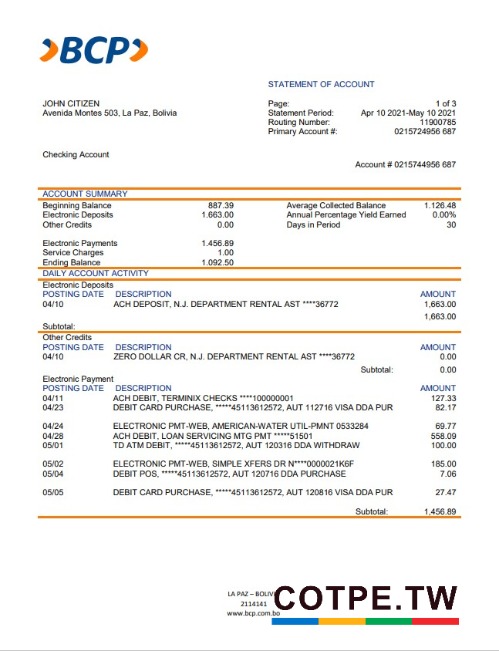 BCP
STATEMENT OF ACCOUNT
JOHN CITIZEN
Avenida Montes 503, La Paz, Bolivia
Page: 1 of 3
Statement Period: Apr 10 2021-May 10 2021
Routing Number: 11900785
Primary Account #: 0215724956 687
Checking Account
Account # 0215744956 687
ACCOUNT SUMMARY
Beginning Balance 887.39 Average Collected Balance 1.126.48
Electronic Deposits 1.663.00 Annual Percentage Yield Earned 0.00%
Other Credits 0.00 Days in Period 30
Electronic Payments 1.456.89
Service Charges 1.00
Ending Balance 1.092.50
DAILY ACCOUNT ACTIVITY
Electronic Deposits
POSTING DATE DESCRIPTION AMOUNT
04/10 ACH DEPOSIT, N.J. DEPARTMENT RENTAL AST ****36772 1,663.00
1,663.00
Subtotal:
Other Credits
POSTING DATE DESCRIPTION AMOUNT
04/10 ZERO DOLLAR CR, N.J. DEPARTMENT RENTAL AST ****36772 0.00
Subtotal: 0.00
Electronic Payment
POSTING DATE DESCRIPTION AMOUNT
04/11 ACH DEBIT, TERMINIX CHECKS ****100000001 127.33
04/23 DEBIT CARD PURCHASE, *****45113612572, AUT 112716 VISA DDA PUR 82.17
04/24 ELECTRONIC PMT-WEB, AMERICAN-WATER UTIL-PMNT 0533284 69.77
04/28 ACH DEBIT, LOAN SERVICING MTG PMT *****51501 558.09
05/01 TD ATM DEBIT, *****45113612572, AUT 120316 DDA WITHDRAW 100.00
05/02 ELECTRONIC PMT-WEB, SIMPLE XFERS DR N****0000021K6F 185.00
05/04 DEBIT POS, *****45113612572, AUT 120716 DDA PURCHASE 7.06
05/05 DEBIT CARD PURCHASE, *****45113612572, AUT 120816 VISA DDA PUR 27.47
Subtotal: 1,456.89
LA PAZ – BOLIVI
2114141
www.bcp.com.bo
COTPE.TW